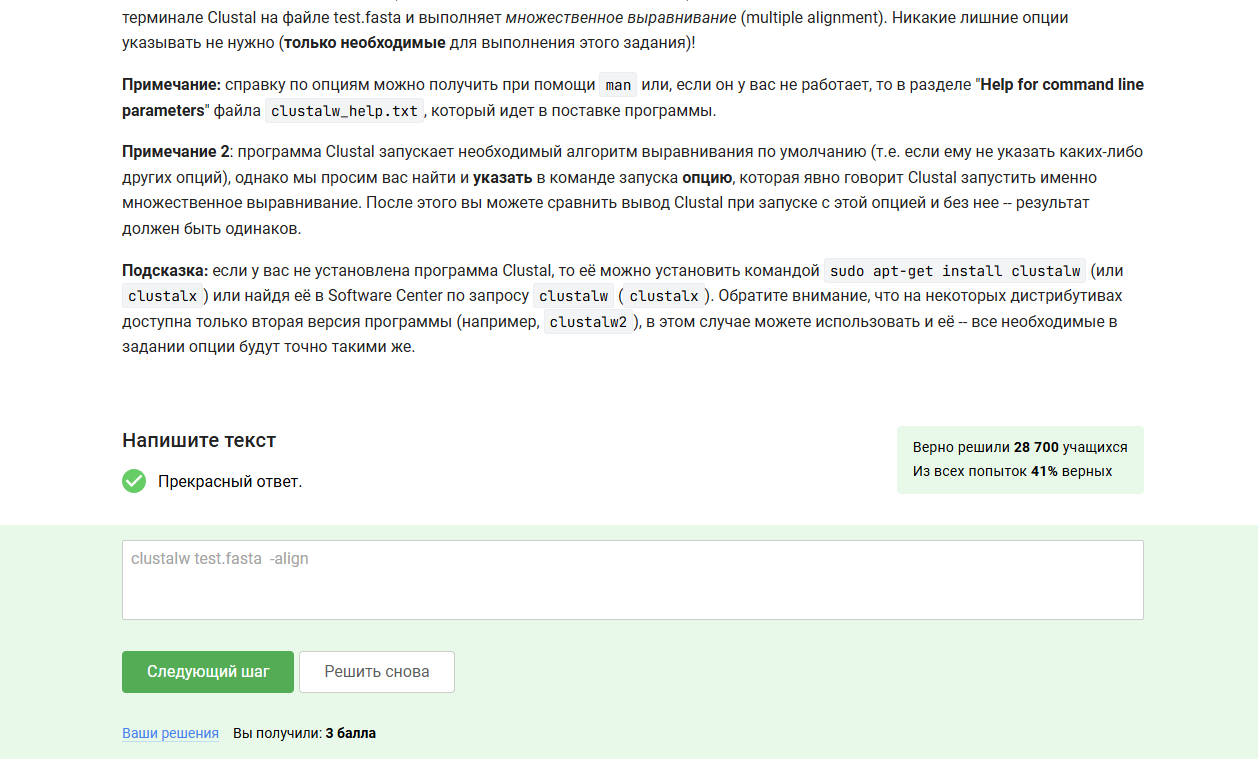 терминале Clustal на файле test.fasta и выполняет множественное выравнивание (multiple alignment). Никакие лишние опции
указывать не нужно (только необходимые для выполнения этого задания)!
Примечание: справку по опциям можно получить при помощи man или, если он у вас не работает, то в разделе "Help for command line
parameters" файла clustalw_help.txt, который идет в поставке программы.
Примечание 2: программа Clustal запускает необходимый алгоритм выравнивания по умолчанию (т.е. если ему не указать каких-либо
других опций), однако мы просим вас найти и указать в команде запуска опцию, которая явно говорит Clustal запустить именно
множественное выравнивание. После этого вы можете сравнить вывод Clustal при запуске с этой опцией и без нее -- результат
должен быть одинаков.
Подсказка: если у вас не установлена программа Clustal, то её можно установить командой sudo apt-get install clustalw (или
clustalx) или найдя её в Software Center по запросу clustalw (clustalx). Обратите внимание, что на некоторых дистрибутивах
доступна только вторая версия программы (например, clustalw2), в этом случае можете использовать и её -- все необходимые в
задании опции будут точно такими же.
Напишите текст
Верно решили 28 700 учащихся
Из всех попыток 41% верных
Прекрасный ответ.
clustalw test.fasta  -align
Следующий шаг
Решить снова
Ваши решения Вы получили: 3 балла